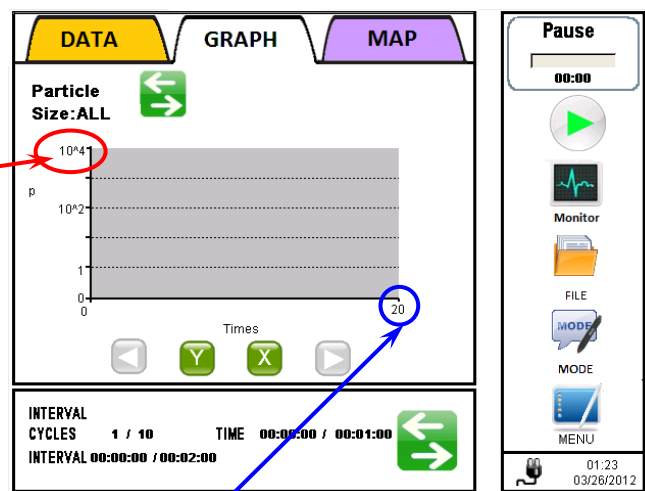 DATA GRAPH MAP
Particle
Size:ALL
10^4
p
10^2
1
0
0 20
Times
Y X
INTERVAL
CYCLES 1 / 10 TIME 00:00:00 / 00:01:00
INTERVAL 00:00:00 / 00:02:00
Pause
00:00
Monitor
FILE
MODE
MODE
MENU
01:23
03/26/2012